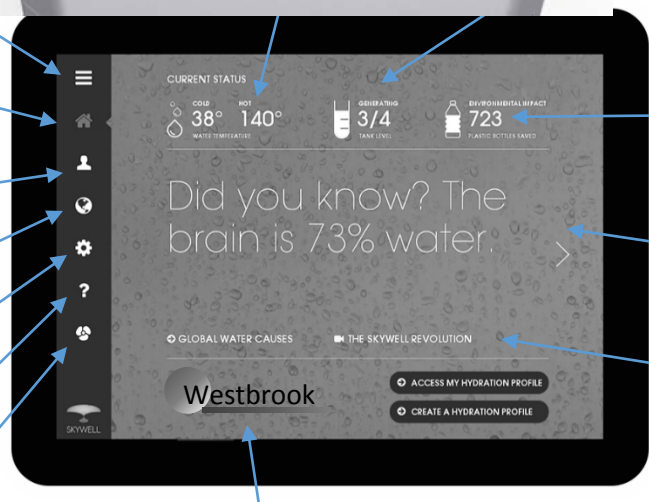 CURRENT STATUS
COLD HOT GENERATING ENVIRONMENTAL IMPACT
38° 140° 3/4 723
WATER TEMPERATURE TANK LEVEL PLASTIC BOTTLES SAVED
Did you know? The
brain is 73% water.
?
GLOBAL WATER CAUSES THE SKYWELL REVOLUTION
Westbrook
ACCESS MY HYDRATION PROFILE
CREATE A HYDRATION PROFILE
SKYWELL